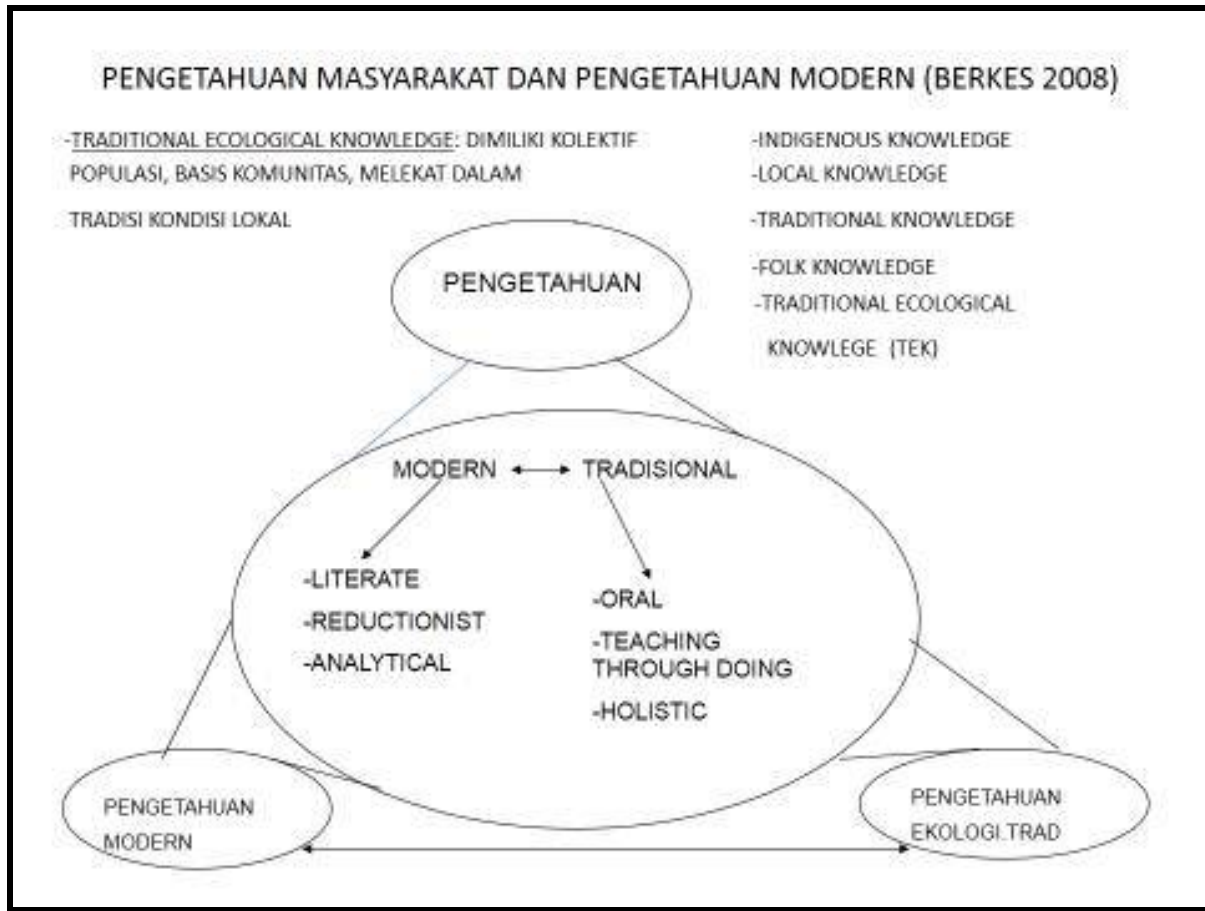 PENGETAHUAN MASYARAKAT DAN PENGETAHUAN MODERN (BERKES 2008)
-TRADITIONAL ECOLOGICAL KNOWLEDGE: DIMILIKI KOLEKTIF
POPULASI, BASIS KOMUNITAS, MELEKAT DALAM
TRADISI KONDISI LOKAL
-INDIGENOUS KNOWLEDGE
-LOCAL KNOWLEDGE
-TRADITIONAL KNOWLEDGE
-FOLK KNOWLEDGE
-TRADITIONAL ECOLOGICAL
KNOWLEGE (TEK)
PENGETAHUAN
MODERN
TRADISIONAL
-LITERATE
-REDUCTIONIST
-ANALYTICAL
-ORAL
-TEACHING
THROUGH DOING
-HOLISTIC
PENGETAHUAN
MODERN
PENGETAHUAN
EKOLOGI.TRAD